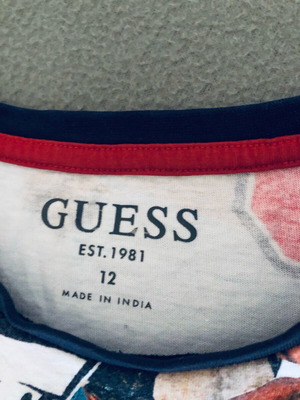 GUESS
EST. 1981
12
MADE IN INDIA